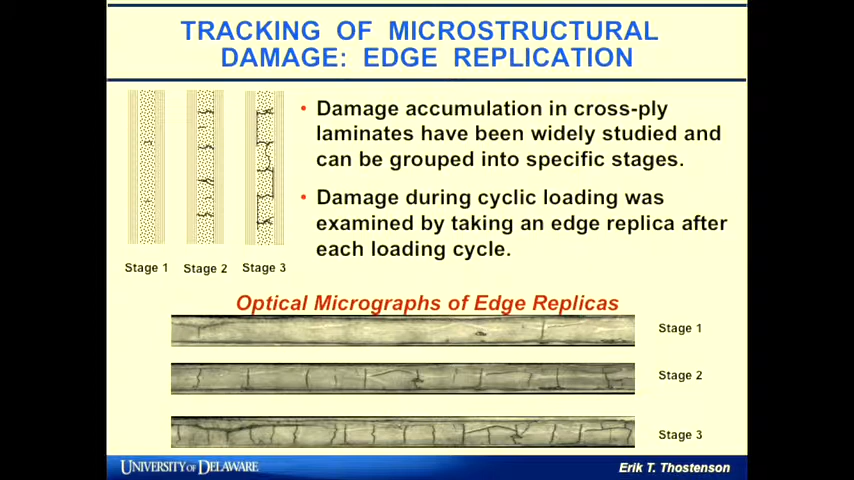 TRACKING OF MICROSTRUCTURAL
DAMAGE: EDGE REPLICATION
• Damage accumulation in cross-ply
laminates have been widely studied and
can be grouped into specific stages.
• Damage during cyclic loading was
examined by taking an edge replica after
each loading cycle.
Stage 1 Stage 2 Stage 3
Optical Micrographs of Edge Replicas
Stage 1
Stage 2
Stage 3
UNIVERSITY OF DELAWARE
Erik T. Thostenson